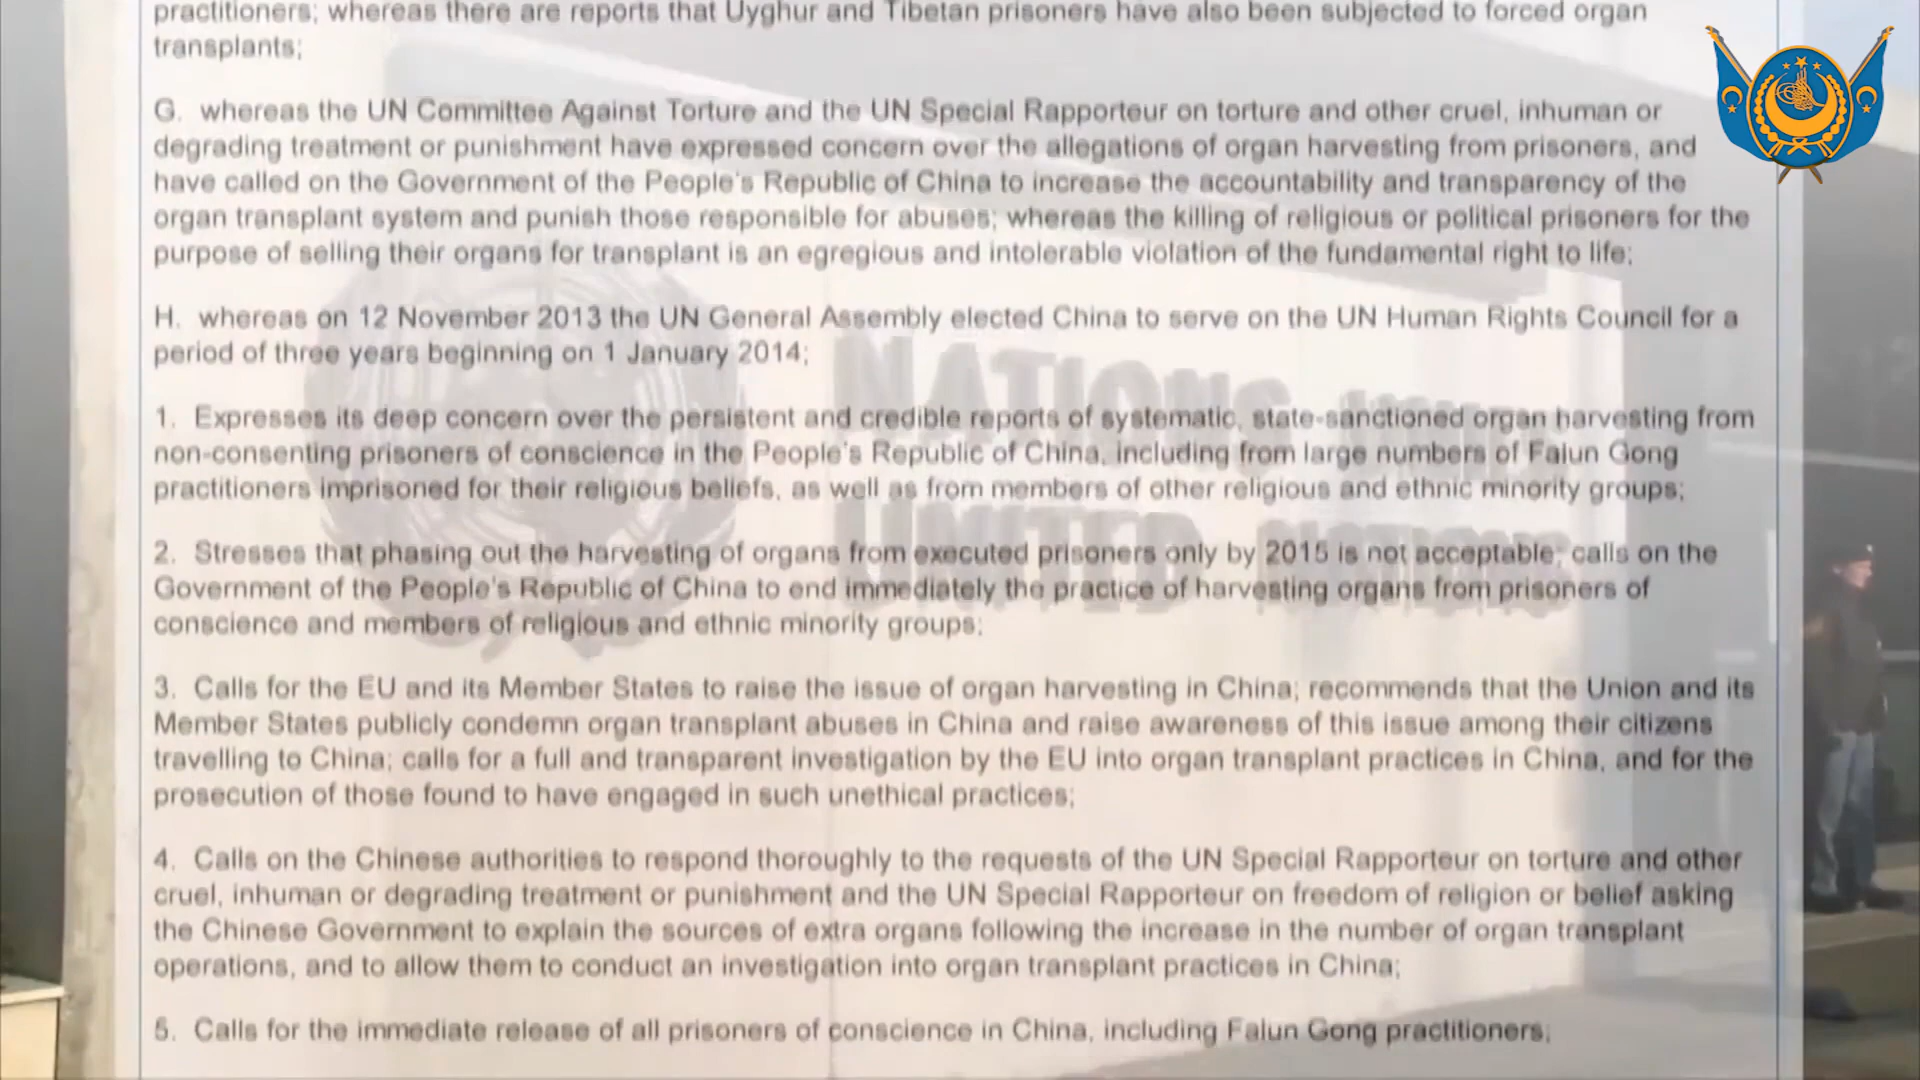 practitioners; whereas there are reports that Uyghur and Tibetan prisoners have also been subjected to forced organ
transplants;
G. whereas the UN Committee Against Torture and the UN Special Rapporteur on torture and other cruel, inhuman or
degrading treatment or punishment have expressed concern over the allegations of organ harvesting from prisoners, and
have called on the Government of the People's Republic of China to increase the accountability and transparency of the
organ transplant system and punish those responsible for abuses; whereas the killing of religious or political prisoners for the
purpose of selling their organs for transplant is an egregious and intolerable violation of the fundamental right to life;
H. whereas on 12 November 2013 the UN General Assembly elected China to serve on the UN Human Rights Council for a
period of three years beginning on 1 January 2014;
1. Expresses its deep concern over the persistent and credible reports of systematic, state-sanctioned organ harvesting from
non-consenting prisoners of conscience in the People's Republic of China, including from large numbers of Falun Gong
practitioners imprisoned for their religious beliefs, as well as from members of other religious and ethnic minority groups;
2. Stresses that phasing out the harvesting of organs from executed prisoners only by 2015 is not acceptable; calls on the
Government of the People's Republic of China to end immediately the practice of harvesting organs from prisoners of
conscience and members of religious and ethnic minority groups;
3. Calls for the EU and its Member States to raise the issue of organ harvesting in China; recommends that the Union and its
Member States publicly condemn organ transplant abuses in China and raise awareness of this issue among their citizens
travelling to China; calls for a full and transparent investigation by the EU into organ transplant practices in China, and for the
prosecution of those found to have engaged in such unethical practices;
4. Calls on the Chinese authorities to respond thoroughly to the requests of the UN Special Rapporteur on torture and other
cruel, inhuman or degrading treatment or punishment and the UN Special Rapporteur on freedom of religion or belief asking
the Chinese Government to explain the sources of extra organs following the increase in the number of organ transplant
operations, and to allow them to conduct an investigation into organ transplant practices in China;
5. Calls for the immediate release of all prisoners of conscience in China, including Falun Gong practitioners;
NATIONS UNIES
UNITED NATIONS